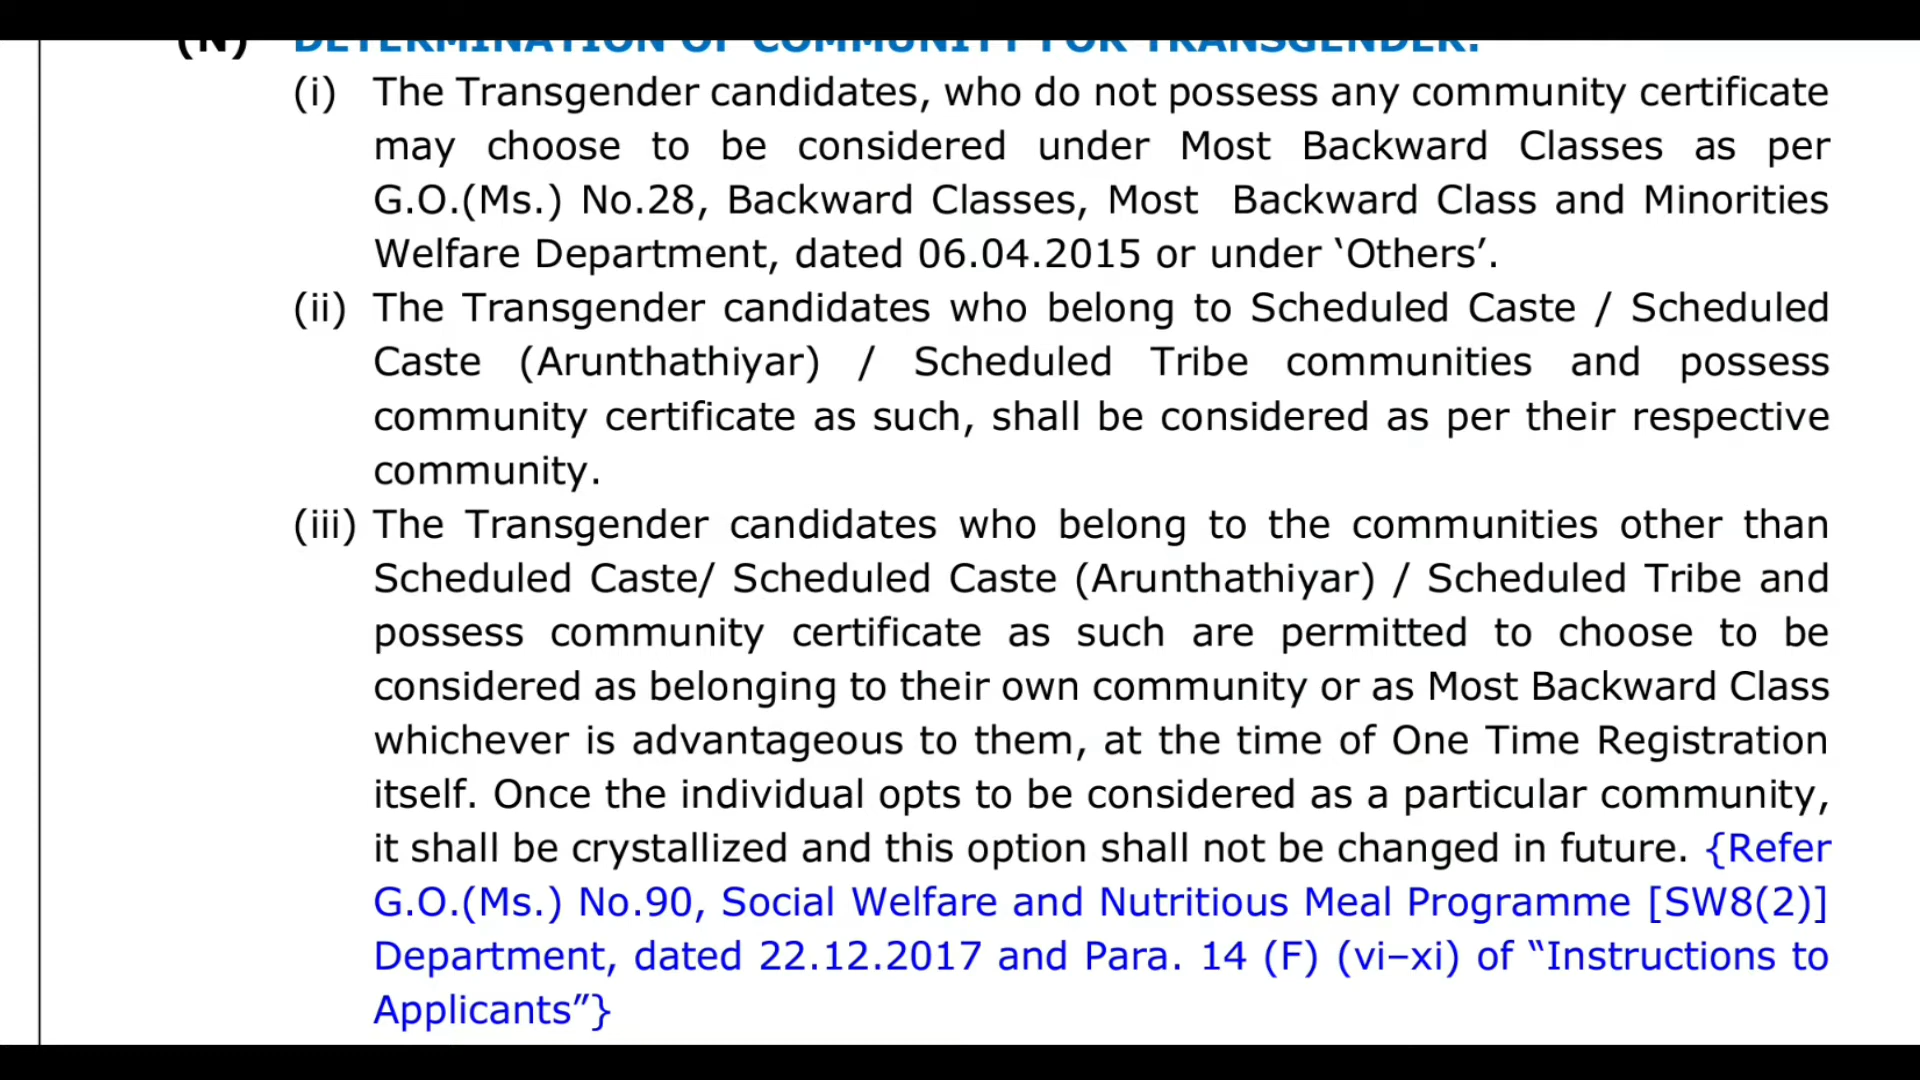 (N) DETERMINATION OF COMMUNITY FOR TRANSGENDER:
(i) The Transgender candidates, who do not possess any community certificate
may choose to be considered under Most Backward Classes as per
G.O.(Ms.) No.28, Backward Classes, Most Backward Class and Minorities
Welfare Department, dated 06.04.2015 or under ‘Others’.
(ii) The Transgender candidates who belong to Scheduled Caste / Scheduled
Caste (Arunthathiyar) / Scheduled Tribe communities and possess
community certificate as such, shall be considered as per their respective
community.
(iii) The Transgender candidates who belong to the communities other than
Scheduled Caste/ Scheduled Caste (Arunthathiyar) / Scheduled Tribe and
possess community certificate as such are permitted to choose to be
considered as belonging to their own community or as Most Backward Class
whichever is advantageous to them, at the time of One Time Registration
itself. Once the individual opts to be considered as a particular community,
it shall be crystallized and this option shall not be changed in future. {Refer
G.O.(Ms.) No.90, Social Welfare and Nutritious Meal Programme [SW8(2)]
Department, dated 22.12.2017 and Para. 14 (F) (vi–xi) of “Instructions to
Applicants”}